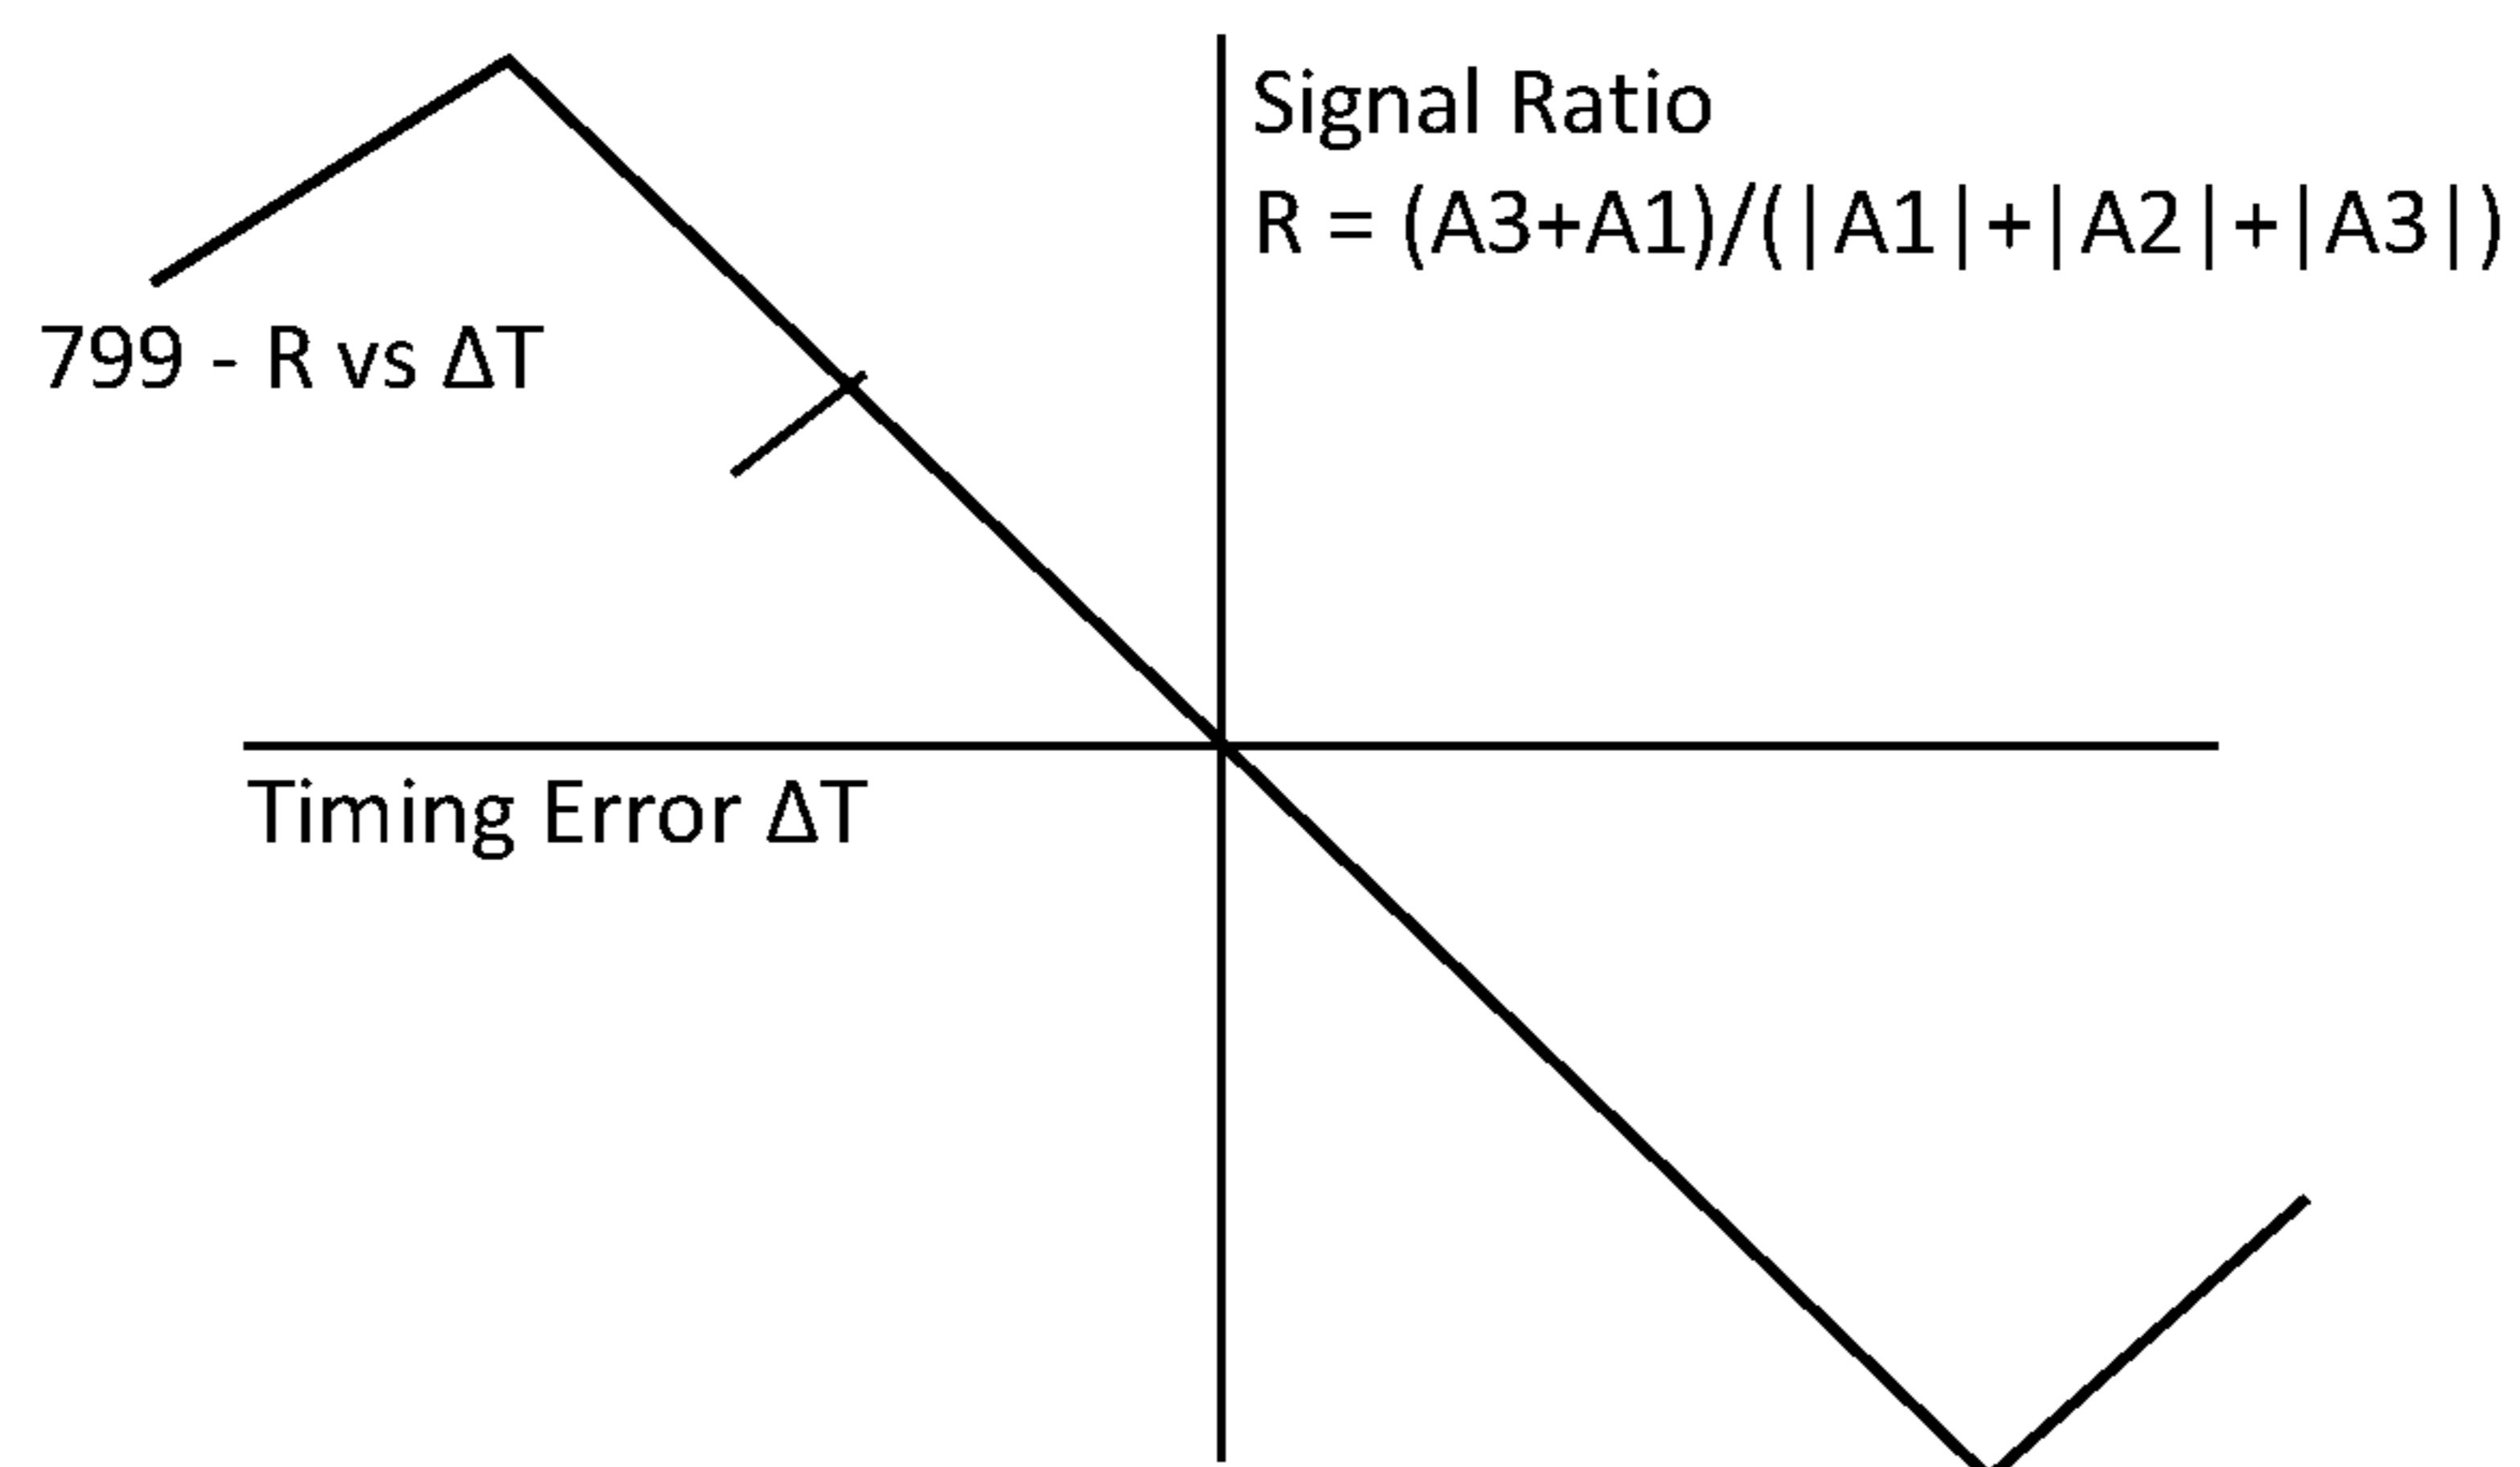 Signal Ratio
R = (A3+A1)/(|A1|+|A2|+|A3|)
799 - R vs ΔT
Timing Error ΔT